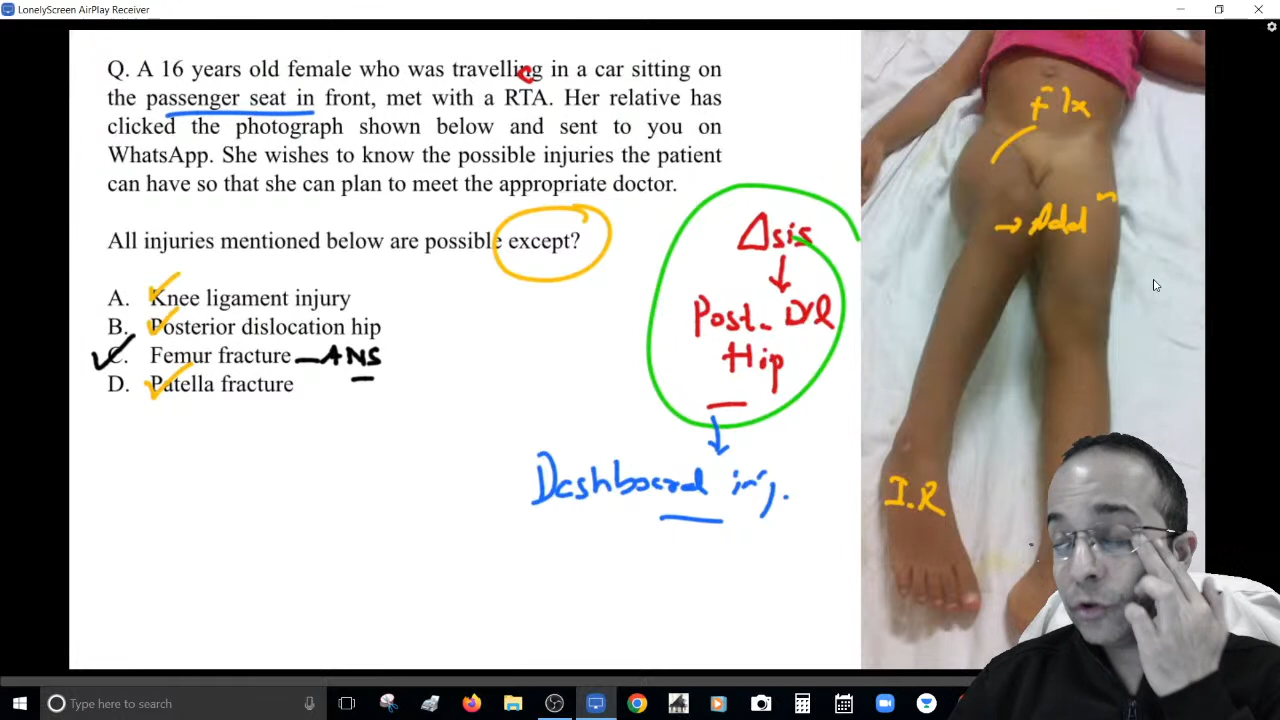 LonelyScreen AirPlay Receiver
Q. A 16 years old female who was travelling in a car sitting on
the passenger seat in front, met with a RTA. Her relative has
clicked the photograph shown below and sent to you on
WhatsApp. She wishes to know the possible injuries the patient
can have so that she can plan to meet the appropriate doctor.
All injuries mentioned below are possible except?
A. Knee ligament injury
B. Posterior dislocation hip
C. Femur fracture - ANS
D. Patella fracture
Δsis
↓
Post. D/L
Hip
↓
Dashboard inj.
Flx
→ Addn
I.R
Type here to search